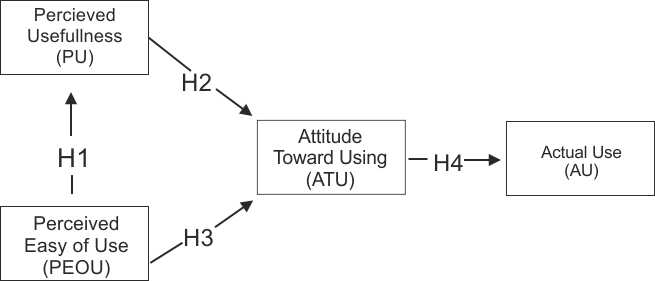 Percieved
Usefullness
(PU)
H2
H1
Attitude
Toward Using
(ATU)
H4
Actual Use
(AU)
Perceived
Easy of Use
(PEOU)
H3